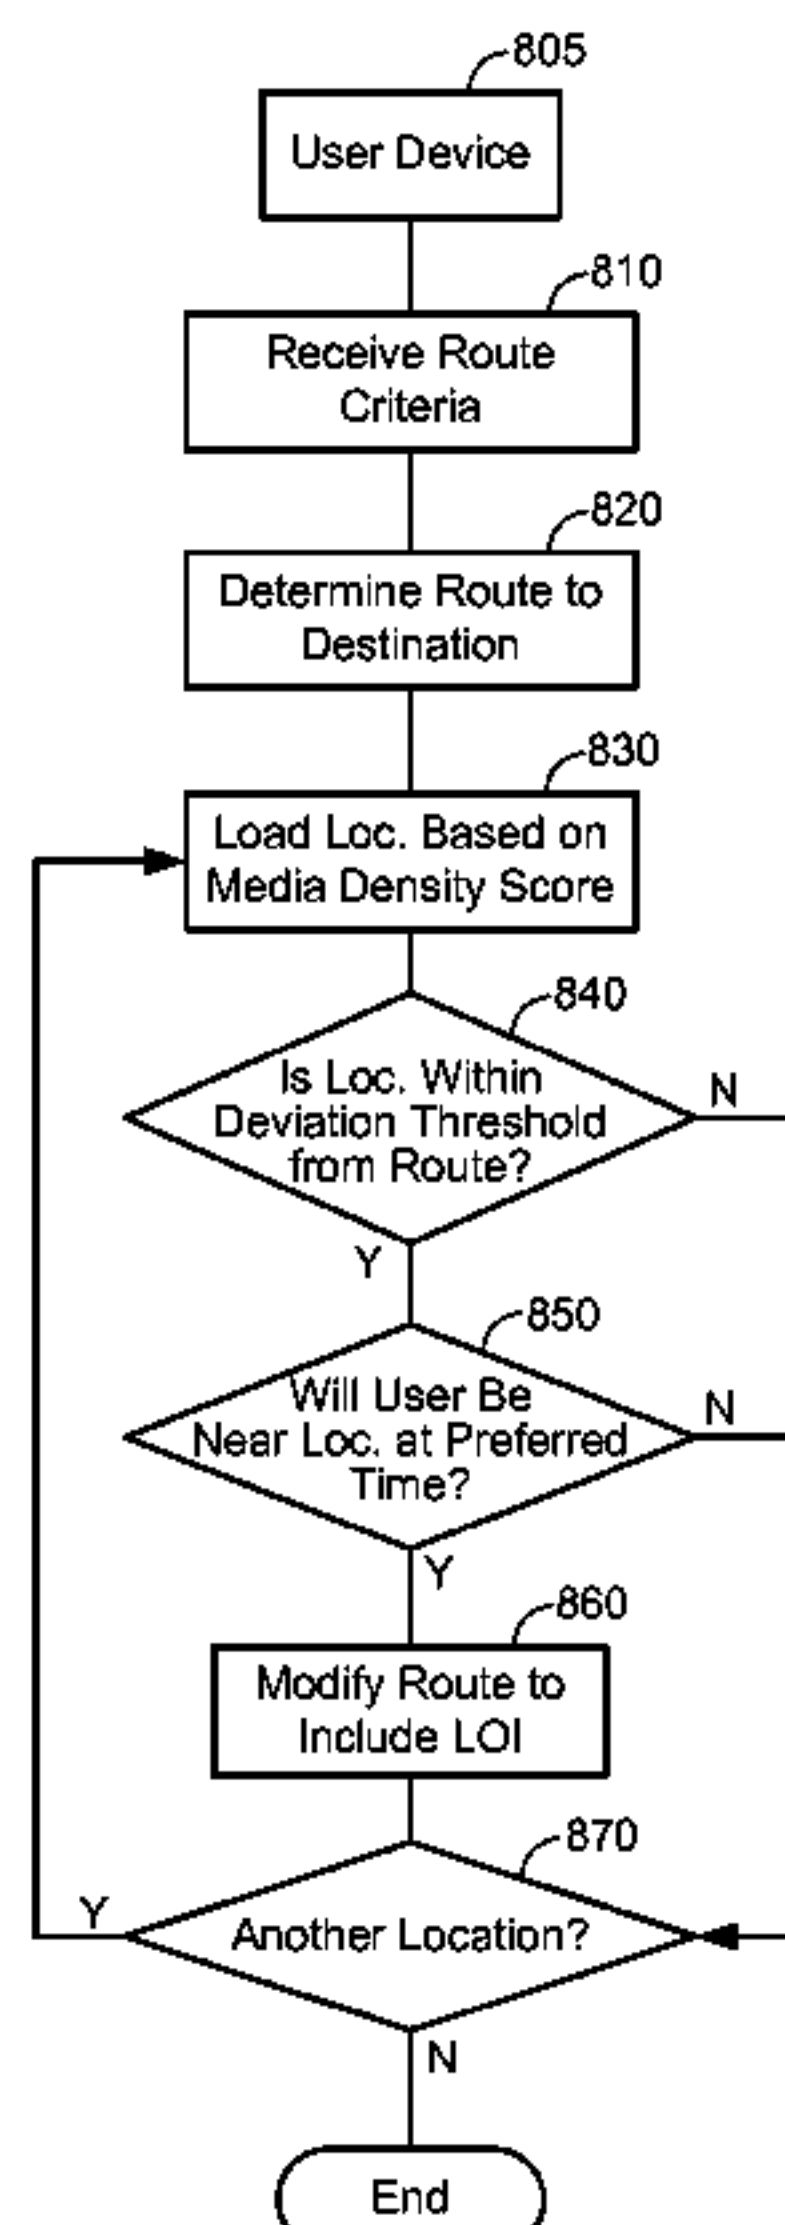 805
User Device
810
Receive Route
Criteria
820
Determine Route to
Destination
830
Load Loc. Based on
Media Density Score
840
Is Loc. Within
Deviation Threshold
from Route?
N
Y
850
Will User Be
Near Loc. at Preferred
Time?
N
Y
860
Modify Route to
Include LOI
870
Another Location?
Y
N
End